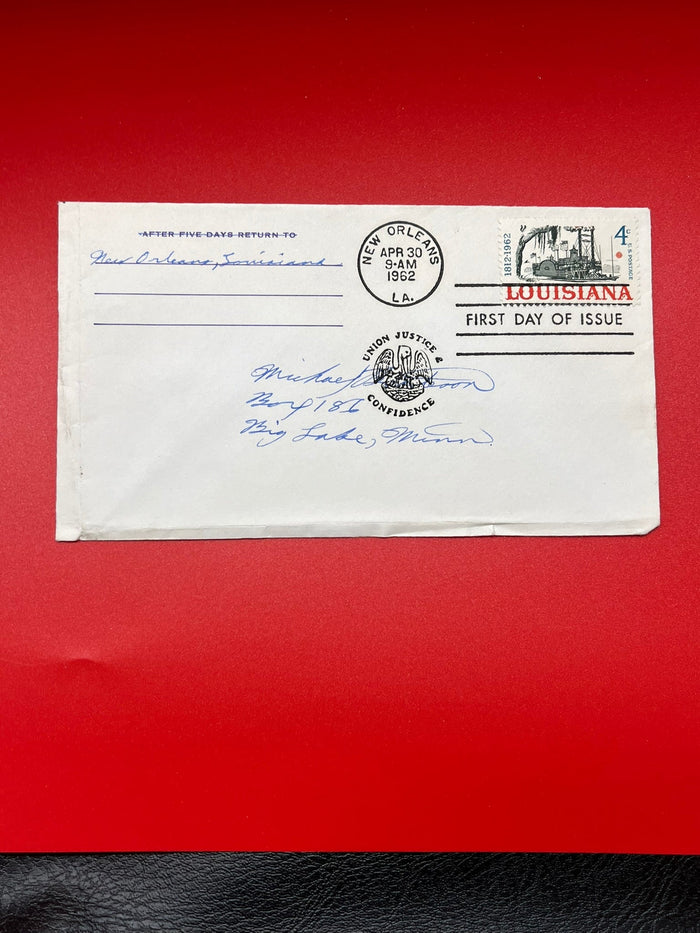 AFTER FIVE DAYS RETURN TO
New Orleans, Louisiana
NEW ORLEANS
APR 30
9-AM
1962
LA.
1812-1962
4¢
U.S. POSTAGE
LOUISIANA
FIRST DAY OF ISSUE
UNION JUSTICE &
CONFIDENCE
Michael
Box 186
Big Lake, Minn.